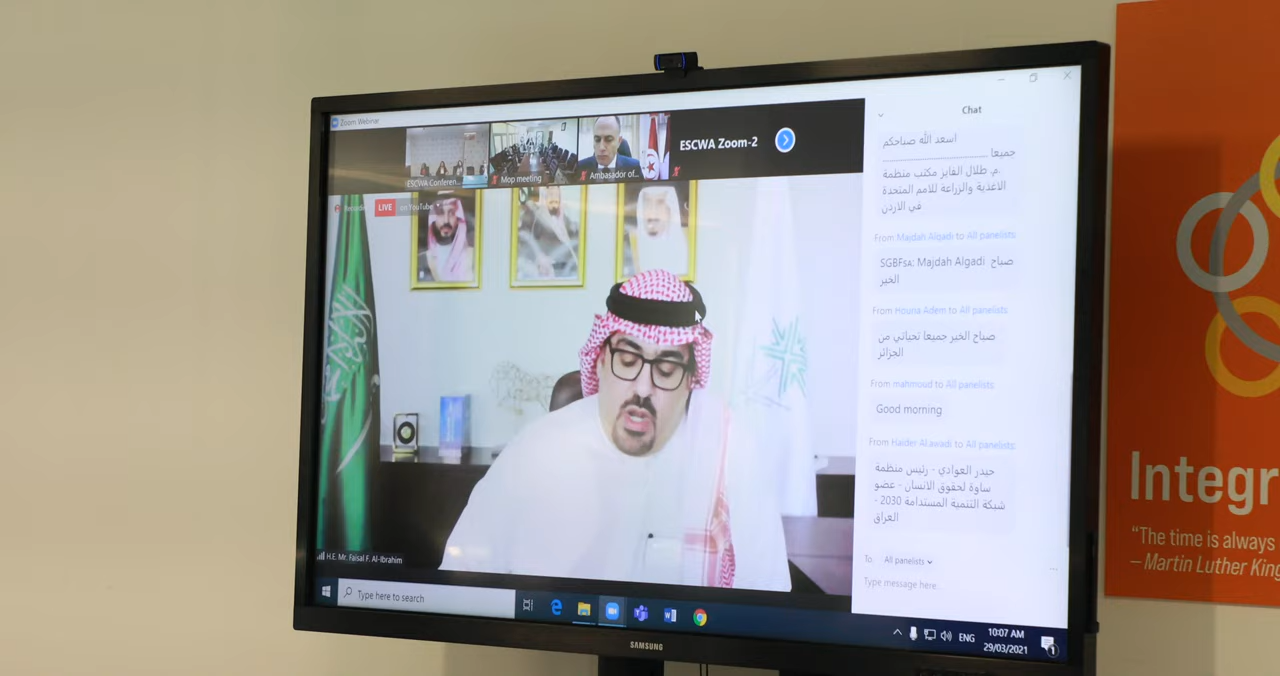 Zoom Webinar
ESCWA Conferen...
Mop meeting
Ambasador of...
ESCWA Zoom-2
LIVE
on YouTube
H.E. Mr. Faisal F. Al-Ibrahim
Chat
اسعد الله صباحكم
جميعا
م. طلال الفايز مكتب منظمة
الاغذية والزراعة للامم المتحدة
في الاردن
From Majdah Alqadi to All panelists:
SGBFsA: Majdah Algadi صباح
الخير
From Houria Adem to All panelists:
صباح الخير جميعا تحياتي من
الجزائر
From mahmoud to All panelists:
Good morning
From Haider ALawadi to All panelists:
حيدر العوادي - رئيس منظمة
ساوة لحقوق الانسان - عضو
شبكة التنمية المستدامة 2030 -
العراق
To: All panelists
Type message here..
Type here to search
ENG
10:07 AM
29/03/2021
1
SAMSUNG
Integr
“The time is always
– Martin Luther King